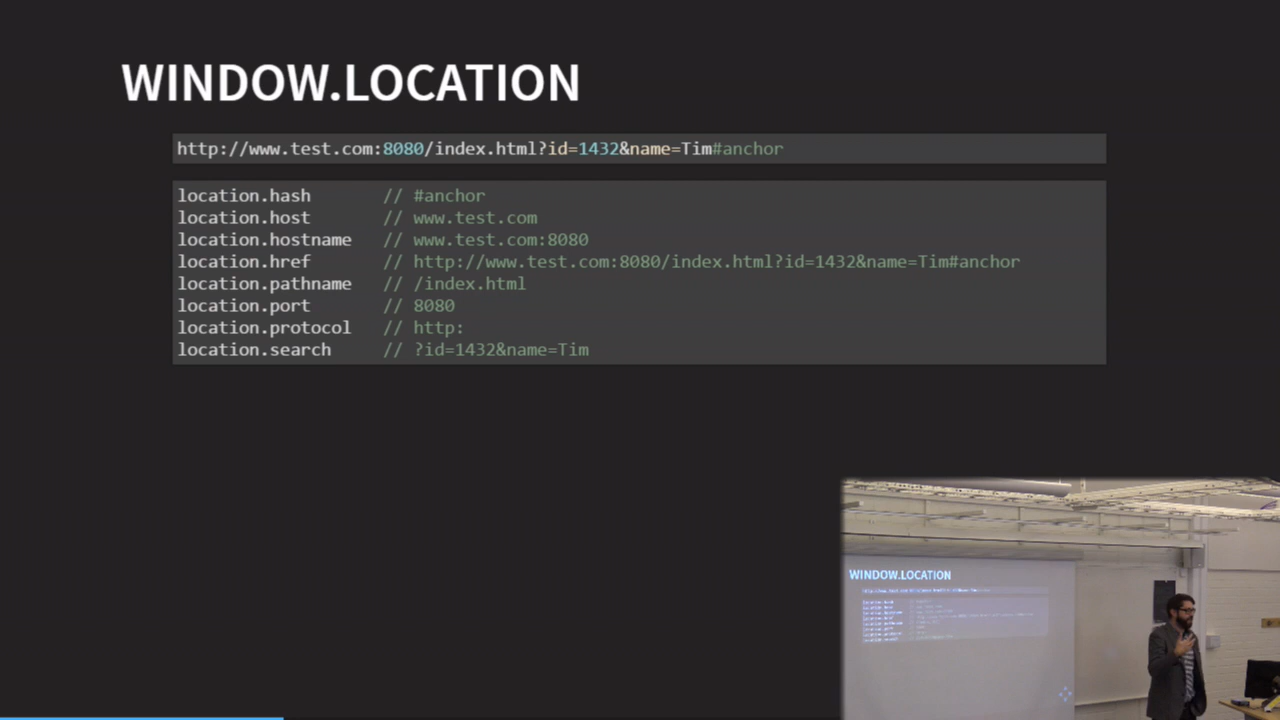 WINDOW.LOCATION
http://www.test.com:8080/index.html?id=1432&name=Tim#anchor
location.hash // #anchor
location.host // www.test.com
location.hostname // www.test.com:8080
location.href // http://www.test.com:8080/index.html?id=1432&name=Tim#anchor
location.pathname // /index.html
location.port // 8080
location.protocol // http:
location.search // ?id=1432&name=Tim
WINDOW.LOCATION